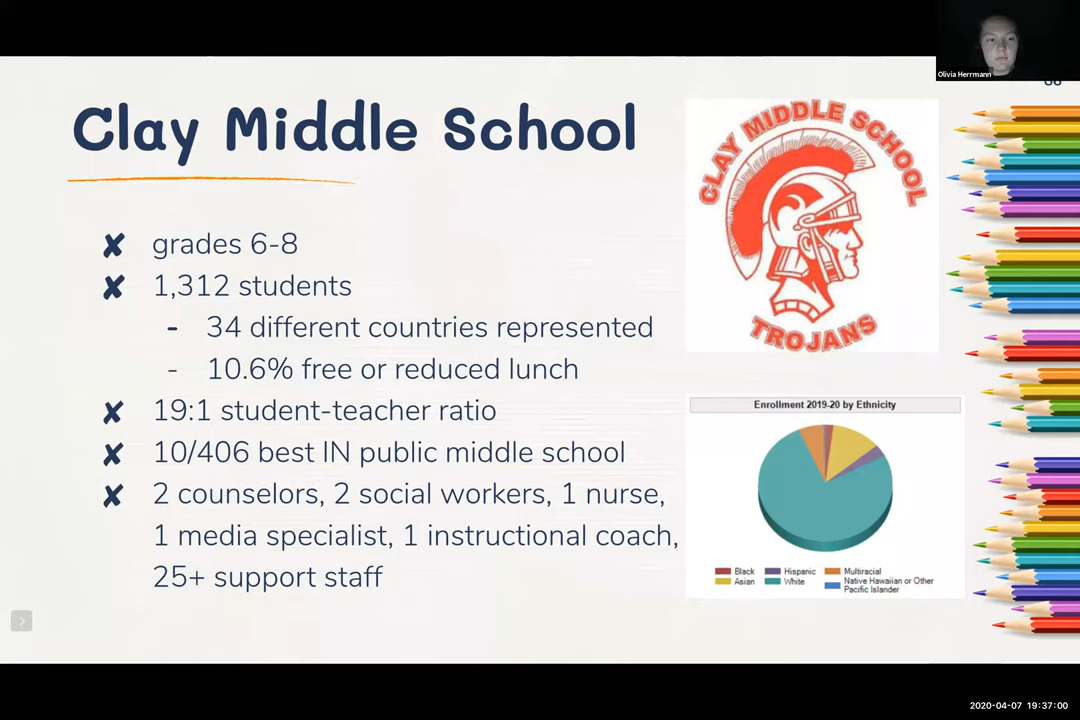 Olivia Herrmann
Clay Middle School
✘ grades 6-8
✘ 1,312 students
- 34 different countries represented
- 10.6% free or reduced lunch
✘ 19:1 student-teacher ratio
✘ 10/406 best IN public middle school
✘ 2 counselors, 2 social workers, 1 nurse,
1 media specialist, 1 instructional coach,
25+ support staff
CLAY MIDDLE SCHOOL
TROJANS
Enrollment 2019-20 by Ethnicity
Black Hispanic Multiracial
Asian White Native Hawaiian or Other
Pacific Islander
2020-04-07 19:37:00